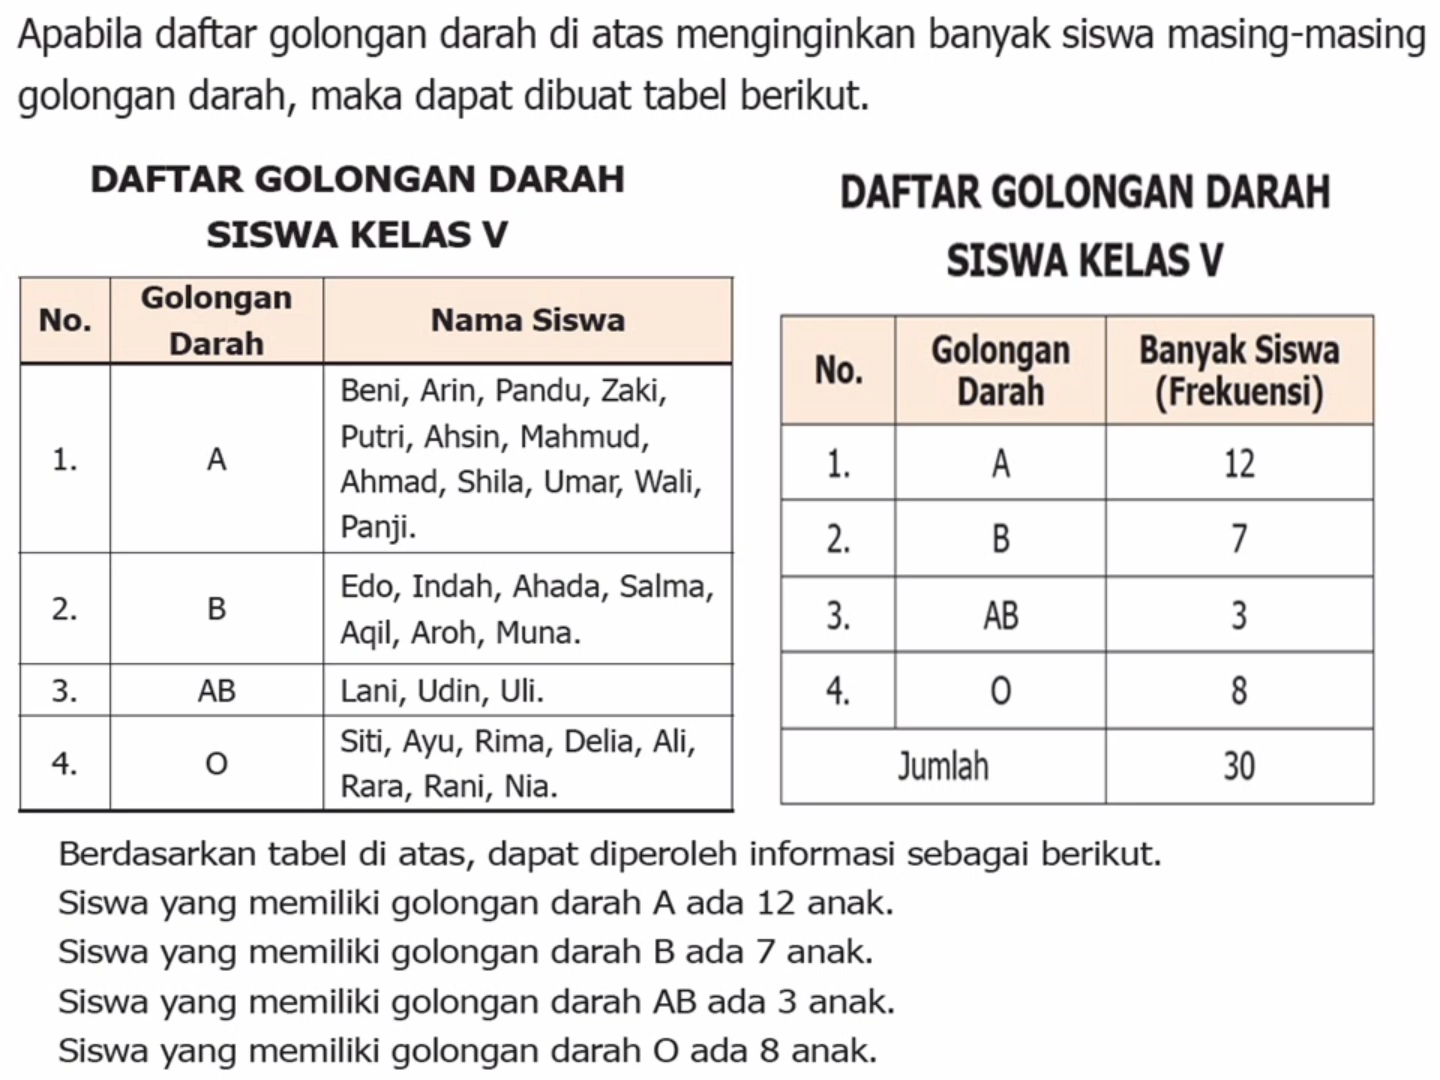 Apabila daftar golongan darah di atas menginginkan banyak siswa masing-masing
golongan darah, maka dapat dibuat tabel berikut.
DAFTAR GOLONGAN DARAH
SISWA KELAS V
No.
Golongan
Darah
Nama Siswa
1.
A
Beni, Arin, Pandu, Zaki,
Putri, Ahsin, Mahmud,
Ahmad, Shila, Umar, Wali,
Panji.
2.
B
Edo, Indah, Ahada, Salma,
Aqil, Aroh, Muna.
3.
AB
Lani, Udin, Uli.
4.
O
Siti, Ayu, Rima, Delia, Ali,
Rara, Rani, Nia.
DAFTAR GOLONGAN DARAH
SISWA KELAS V
No.
Golongan
Darah
Banyak Siswa
(Frekuensi)
1.
A
12
2.
B
7
3.
AB
3
4.
O
8
Jumlah
30
Berdasarkan tabel di atas, dapat diperoleh informasi sebagai berikut.
Siswa yang memiliki golongan darah A ada 12 anak.
Siswa yang memiliki golongan darah B ada 7 anak.
Siswa yang memiliki golongan darah AB ada 3 anak.
Siswa yang memiliki golongan darah O ada 8 anak.